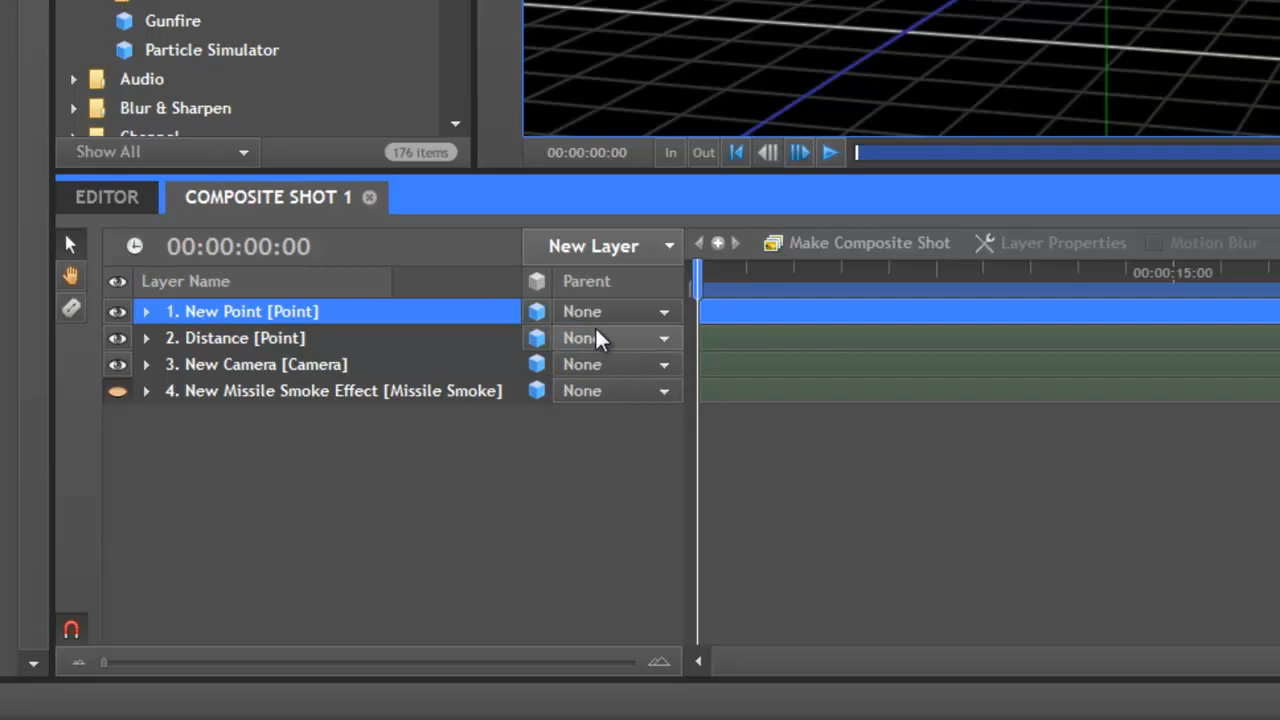 Gunfire
Particle Simulator
Audio
Blur & Sharpen
Channel
Show All 176 Items
00:00:00:00 In Out
EDITOR COMPOSITE SHOT 1
00:00:00:00 New Layer Make Composite Shot Layer Properties Motion Blur
Layer Name Parent 00:00:15:00
1. New Point [Point] None
2. Distance [Point] None
3. New Camera [Camera] None
4. New Missile Smoke Effect [Missile Smoke] None